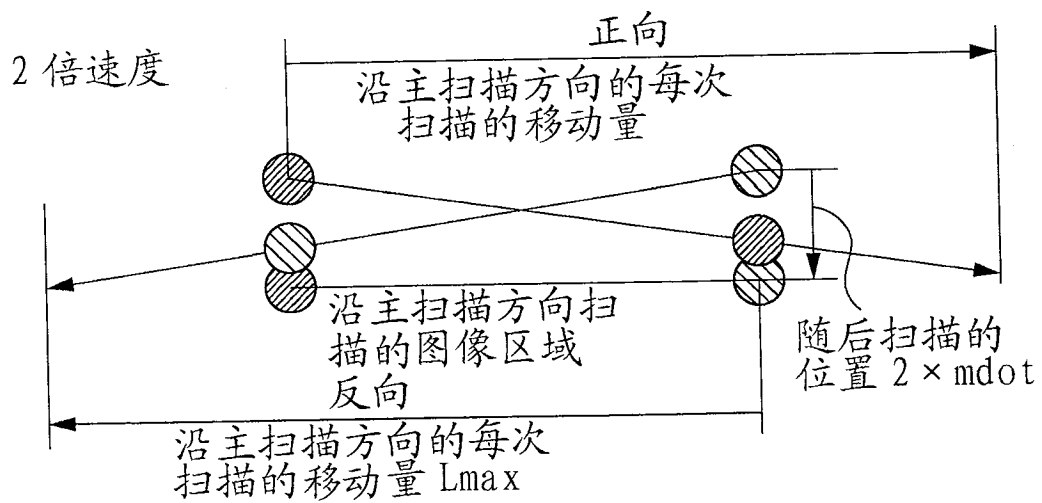 正向
2 倍速度
沿主扫描方向的每次
扫描的移动量
沿主扫描方向扫
描的图像区域
随后扫描的
位置 2 × mdot
反向
沿主扫描方向的每次
扫描的移动量 Lmax